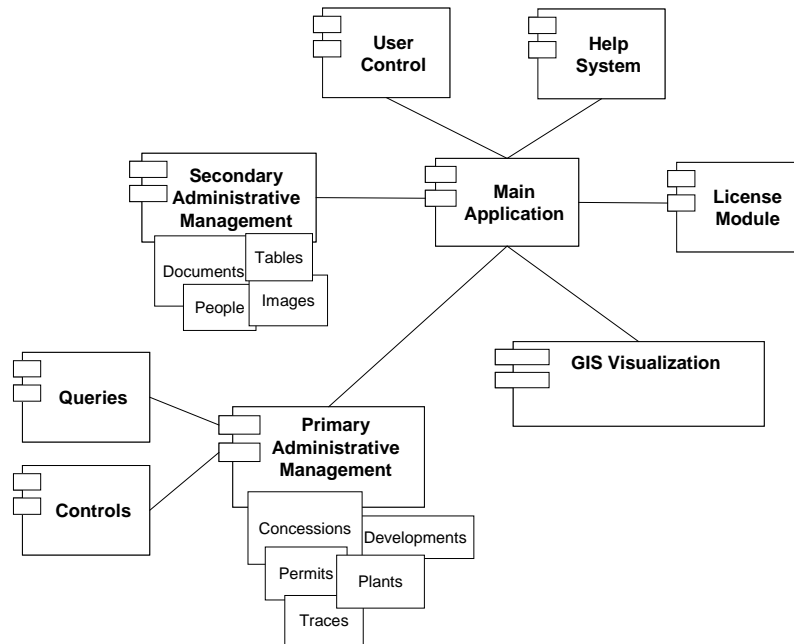 User
Control
Help
System
Secondary
Administrative
Management
Main
Application
License
Module
Tables
Documents
People
Images
GIS Visualization
Queries
Primary
Administrative
Management
Controls
Concessions
Developments
Permits
Plants
Traces